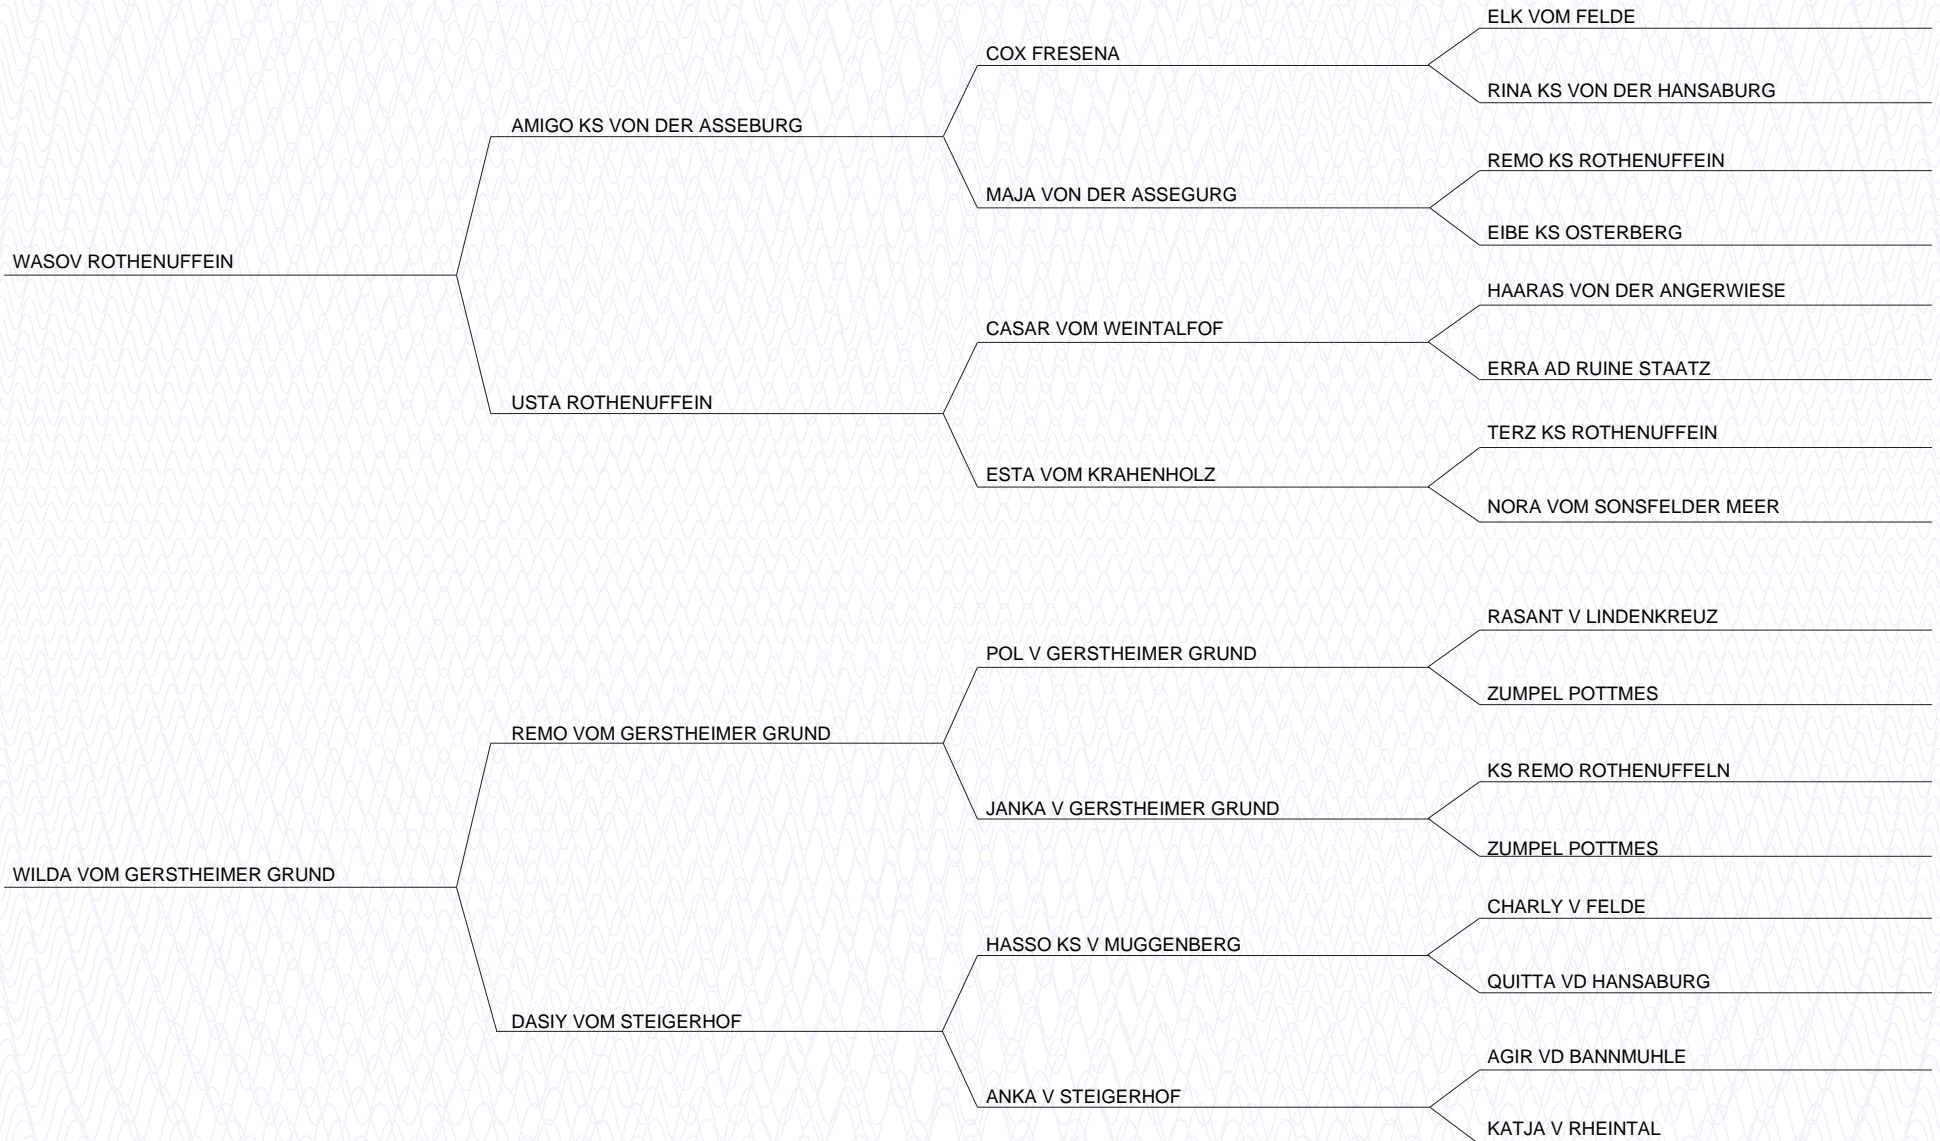 ELK VOM FELDE
COX FRESENA
RINA KS VON DER HANSABURG
AMIGO KS VON DER ASSEBURG
REMO KS ROTHENUFFEIN
MAJA VON DER ASSEGURG
EIBE KS OSTERBERG
WASOV ROTHENUFFEIN
HAARAS VON DER ANGERWIESE
CASAR VOM WEINTALFOF
ERRA AD RUINE STAATZ
USTA ROTHENUFFEIN
TERZ KS ROTHENUFFEIN
ESTA VOM KRAHENHOLZ
NORA VOM SONSFELDER MEER
RASANT V LINDENKREUZ
POL V GERSTHEIMER GRUND
ZUMPEL POTTMES
REMO VOM GERSTHEIMER GRUND
KS REMO ROTHENUFFELN
JANKA V GERSTHEIMER GRUND
ZUMPEL POTTMES
WILDA VOM GERSTHEIMER GRUND
CHARLY V FELDE
HASSO KS V MUGGENBERG
QUITTA VD HANSABURG
DASIY VOM STEIGERHOF
AGIR VD BANNMUHLE
ANKA V STEIGERHOF
KATJA V RHEINTAL